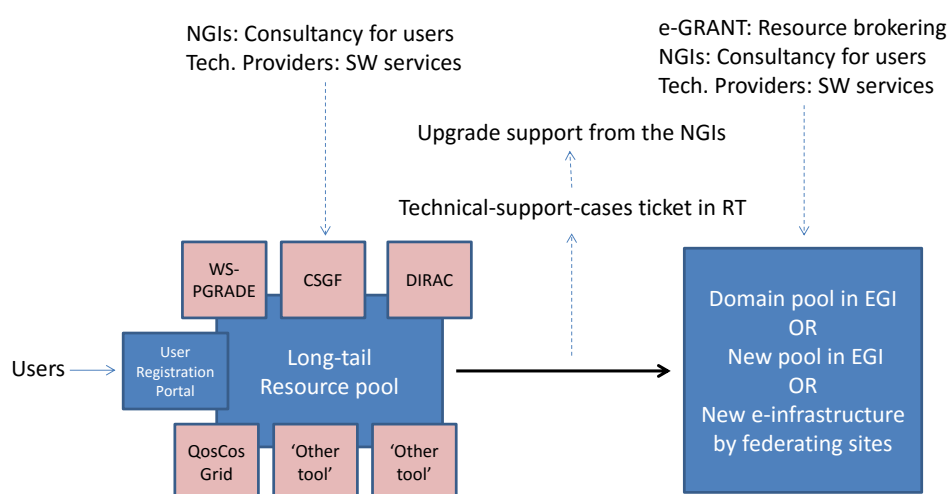 NGIs: Consultancy for users
Tech. Providers: SW services
e-GRANT: Resource brokering
NGIs: Consultancy for users
Tech. Providers: SW services
Upgrade support from the NGIs
Technical-support-cases ticket in RT
WS-
PGRADE
CSGF
DIRAC
Users
User
Registration
Portal
Long-tail
Resource pool
QosCos
Grid
‘Other
tool’
‘Other
tool’
Domain pool in EGI
OR
New pool in EGI
OR
New e-infrastructure
by federating sites